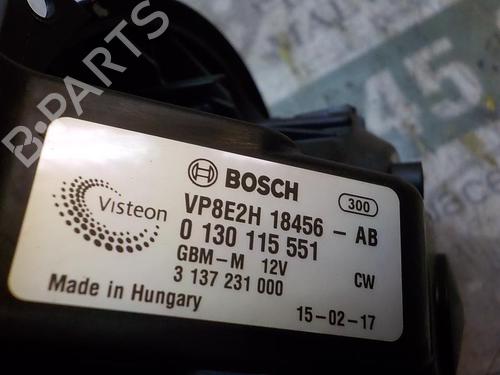 B-PARTS
45
BOSCH
300
Visteon
VP8E2H 18456 - AB
0 130 115 551
GBM-M 12V
CW
3 137 231 000
Made in Hungary
15-02-17